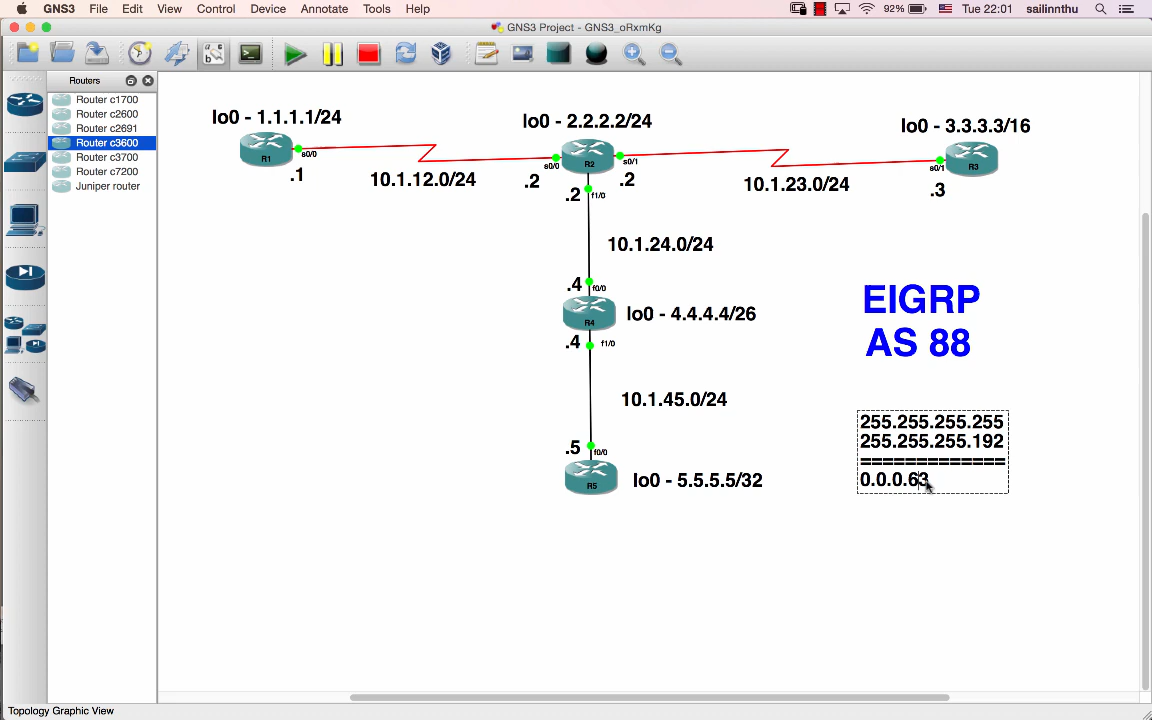 GNS3 File Edit View Control Device Annotate Tools Help 92% Tue 22:01 sailinnthu
GNS3 Project - GNS3_oRxmKg
Routers
Router c1700
Router c2600
Router c2691
Router c3600
Router c3700
Router c7200
Juniper router
lo0 - 1.1.1.1/24
R1
s0/0
.1
10.1.12.0/24
lo0 - 2.2.2.2/24
R2
s0/0
.2
s0/1
.2
f1/0
.2
10.1.23.0/24
lo0 - 3.3.3.3/16
R3
s0/1
.3
10.1.24.0/24
.4
f0/0
R4
lo0 - 4.4.4.4/26
.4
f1/0
10.1.45.0/24
.5
f0/0
R5
lo0 - 5.5.5.5/32
EIGRP
AS 88
255.255.255.255
255.255.255.192
=============
0.0.0.63
Topology Graphic View